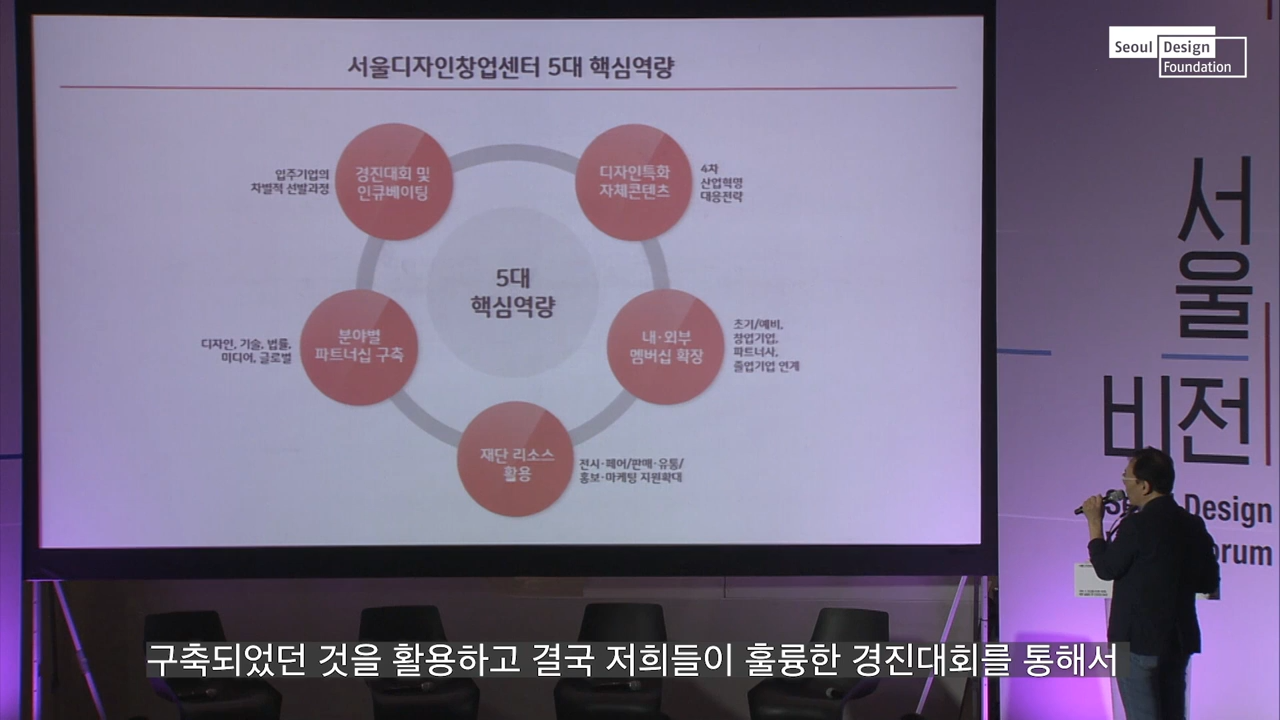 Seoul Design
Foundation
서울디자인창업센터 5대 핵심역량
입주기업의
차별적 선발과정
경진대회 및
인큐베이팅
디자인특화
자체콘텐츠
4차
산업혁명
대응전략
5대
핵심역량
디자인, 기술, 법률,
미디어, 글로벌
분야별
파트너십 구축
내·외부
멤버십 확장
초기/예비,
창업기업,
파트너사,
졸업기업 연계
재단 리소스
활용
전시·페어/판매·유통/
홍보·마케팅 지원확대
서울
비전
Design
구축되었던 것을 활용하고 결국 저희들이 훌륭한 경진대회를 통해서